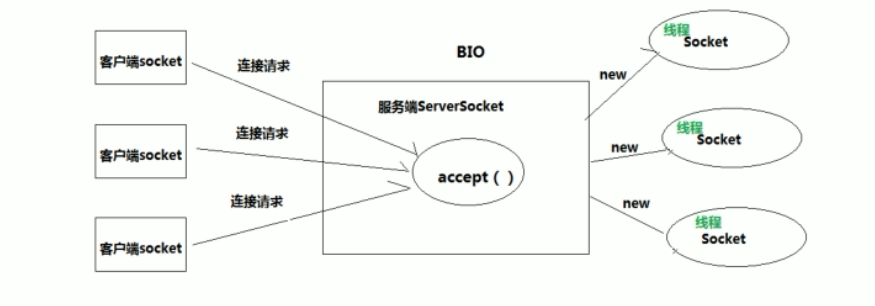 BIO
客户端socket
连接请求
服务端ServerSocket
accept（ ）
new
线程
Socket
客户端socket
连接请求
new
线程
Socket
客户端socket
连接请求
new
线程
Socket